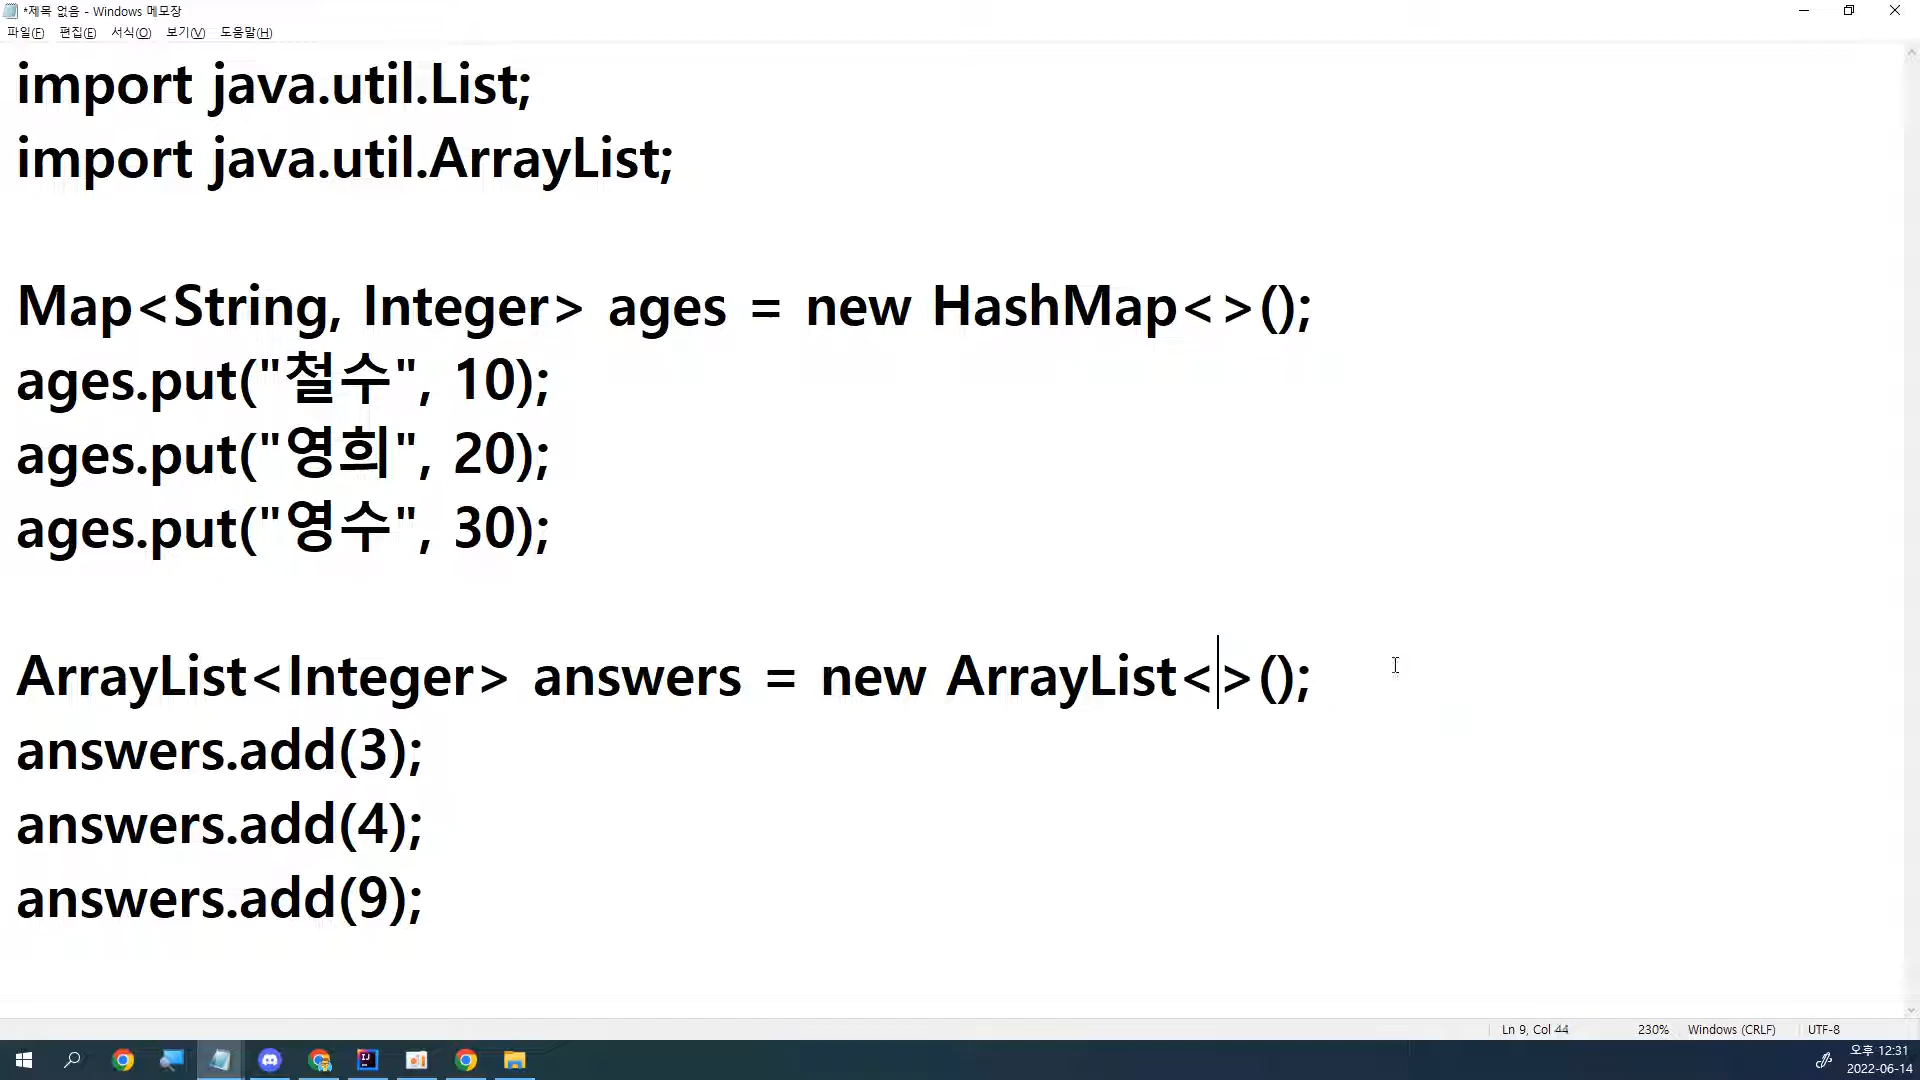 *제목 없음 - Windows 메모장
파일(F) 편집(E) 서식(O) 보기(V) 도움말(H)
import java.util.List;
import java.util.ArrayList;
Map<String, Integer> ages = new HashMap<>();
ages.put("철수", 10);
ages.put("영희", 20);
ages.put("영수", 30);
ArrayList<Integer> answers = new ArrayList<>();
answers.add(3);
answers.add(4);
answers.add(9);
Ln 9, Col 44 230% Windows (CRLF) UTF-8
오후 12:31
2022-06-14